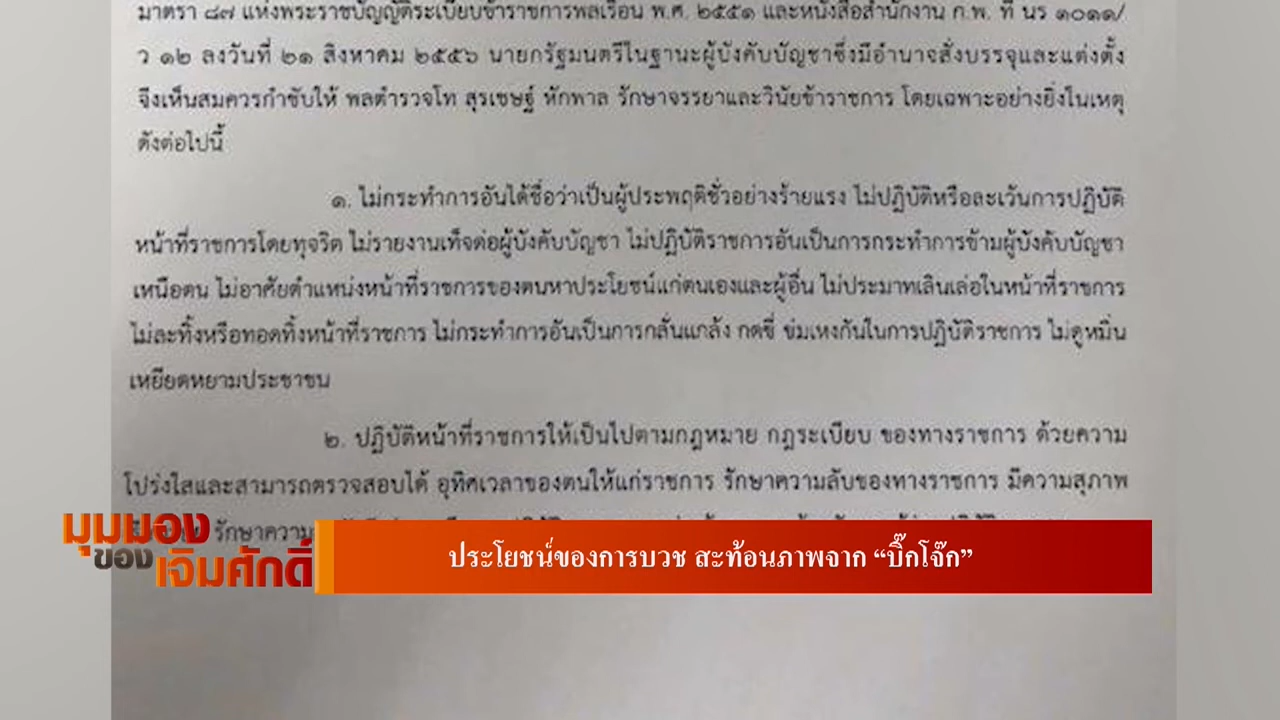 มาตรา ๘๗ แห่งพระราชบัญญัติระเบียบข้าราชการพลเรือน พ.ศ. ๒๕๕๑ และหนังสือสำนักงาน ก.พ. ที่ นร ๑๐๑๑/
ว ๑๒ ลงวันที่ ๒๑ สิงหาคม ๒๕๕๖ นายกรัฐมนตรีในฐานะผู้บังคับบัญชาซึ่งมีอำนาจสั่งบรรจุและแต่งตั้ง
จึงเห็นสมควรกำชับให้ พลตำรวจโท สุรเชษฐ์ หักพาล รักษาจรรยาและวินัยข้าราชการ โดยเฉพาะอย่างยิ่งในเหตุ
ดังต่อไปนี้
๑. ไม่กระทำการอันได้ชื่อว่าเป็นผู้ประพฤติชั่วอย่างร้ายแรง ไม่ปฏิบัติหรือละเว้นการปฏิบัติ
หน้าที่ราชการโดยทุจริต ไม่รายงานเท็จต่อผู้บังคับบัญชา ไม่ปฏิบัติราชการอันเป็นการกระทำการข้ามผู้บังคับบัญชา
เหนือตน ไม่อาศัยตำแหน่งหน้าที่ราชการของตนหาประโยชน์แก่ตนเองและผู้อื่น ไม่ประมาทเลินเล่อในหน้าที่ราชการ
ไม่ละทิ้งหรือทอดทิ้งหน้าที่ราชการ ไม่กระทำการอันเป็นการกลั่นแกล้ง กดขี่ ข่มเหงกันในการปฏิบัติราชการ ไม่ดูหมิ่น
เหยียดหยามประชาชน
๒. ปฏิบัติหน้าที่ราชการให้เป็นไปตามกฎหมาย กฎระเบียบ ของทางราชการ ด้วยความ
โปร่งใสและสามารถตรวจสอบได้ อุทิศเวลาของตนให้แก่ราชการ รักษาความลับของทางราชการ มีความสุภาพ
รักษาความ
มุมมอง
ของ
เจิมศักดิ์
ประโยชน์ของการบวช สะท้อนภาพจาก “บิ๊กโจ๊ก”